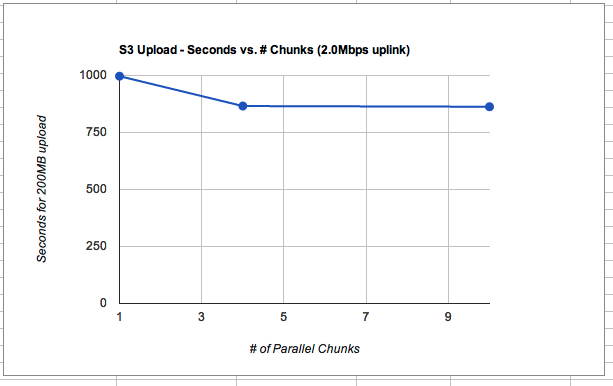 S3 Upload - Seconds vs. # Chunks (2.0Mbps uplink)
1000
750
500
250
0
Seconds for 200MB upload
1 3 5 7 9
# of Parallel Chunks